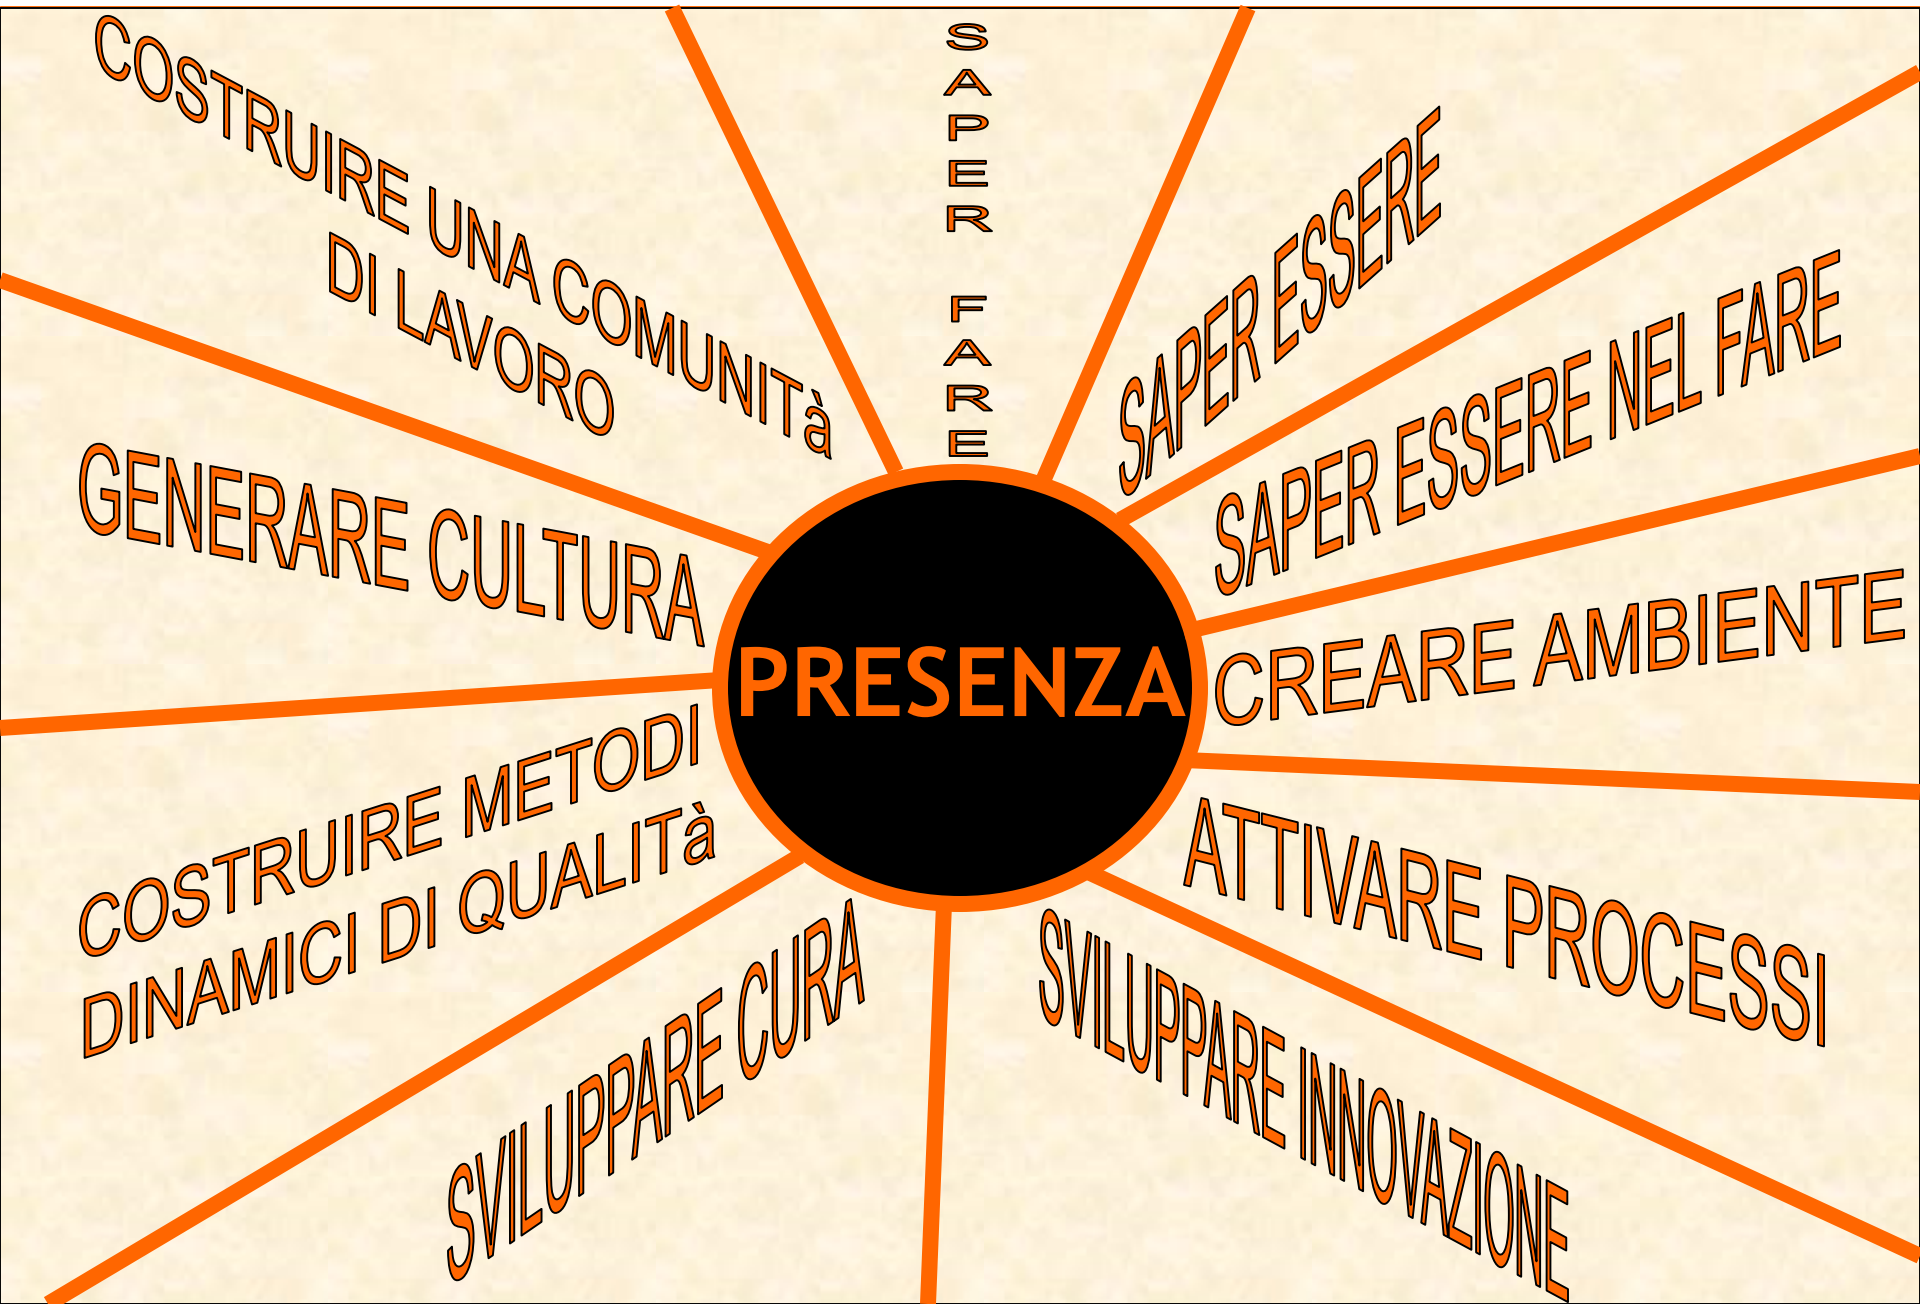 SAPER FARE
SAPER ESSERE
SAPER ESSERE NEL FARE
CREARE AMBIENTE
ATTIVARE PROCESSI
SVILUPPARE INNOVAZIONE
SVILUPPARE CURA
COSTRUIRE METODI
DINAMICI DI QUALITà
GENERARE CULTURA
COSTRUIRE UNA COMUNITà
DI LAVORO
PRESENZA